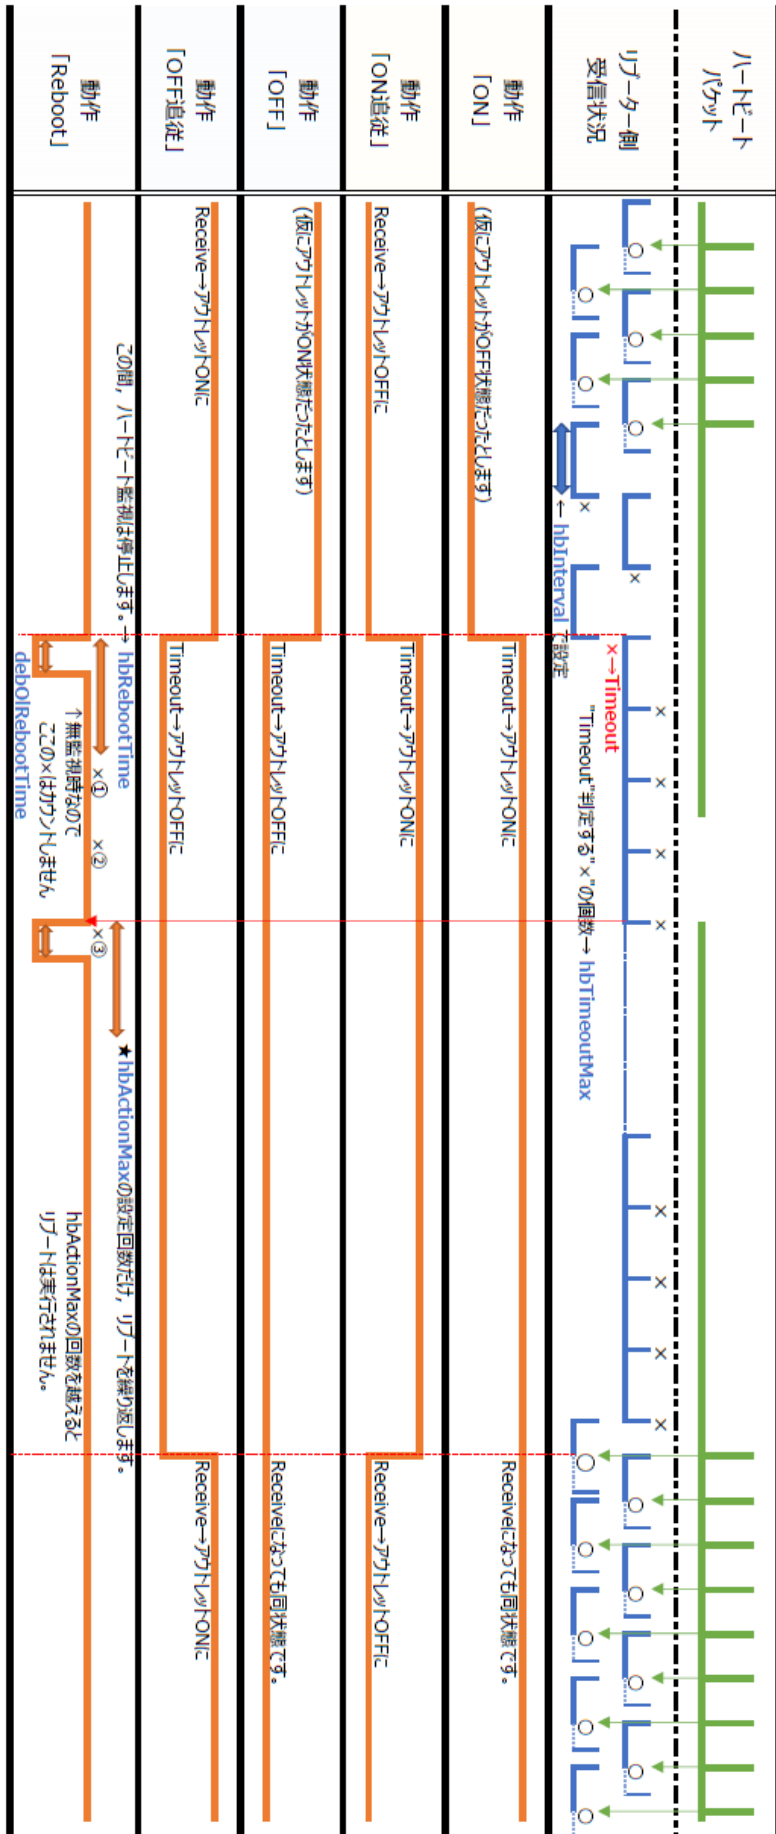 ハートビート
パケット
リブーター側
受信状況
○
○
○
○
○
×
← hbInterval で設定
×
×→Timeout
"Timeout"判定する"×"の個数→ hbTimeoutMax
×
×
×
×
×
×
×
×
○
○
○
○
○
○
○
○
○
動作
「ON」
(仮にアウトレットがOFF状態だったとします)
Timeout→アウトレットONに
Receiveになっても同状態です。
動作
「ON追従」
Receive→アウトレットOFFに
Timeout→アウトレットONに
Receive→アウトレットOFFに
動作
「OFF」
(仮にアウトレットがON状態だったとします)
Timeout→アウトレットOFFに
Receiveになっても同状態です。
動作
「OFF追従」
Receive→アウトレットONに
Timeout→アウトレットOFFに
Receive→アウトレットONに
動作
「Reboot」
この間，ハートビート監視は停止します。→ hbRebootTime
×①
×②
×③
↑無監視時なので
ここの×はカウントしません
debOlRebootTime
★hbActionMaxの設定回数だけ，リブートを繰り返します。
hbActionMaxの回数を越えると
リブートは実行されません。